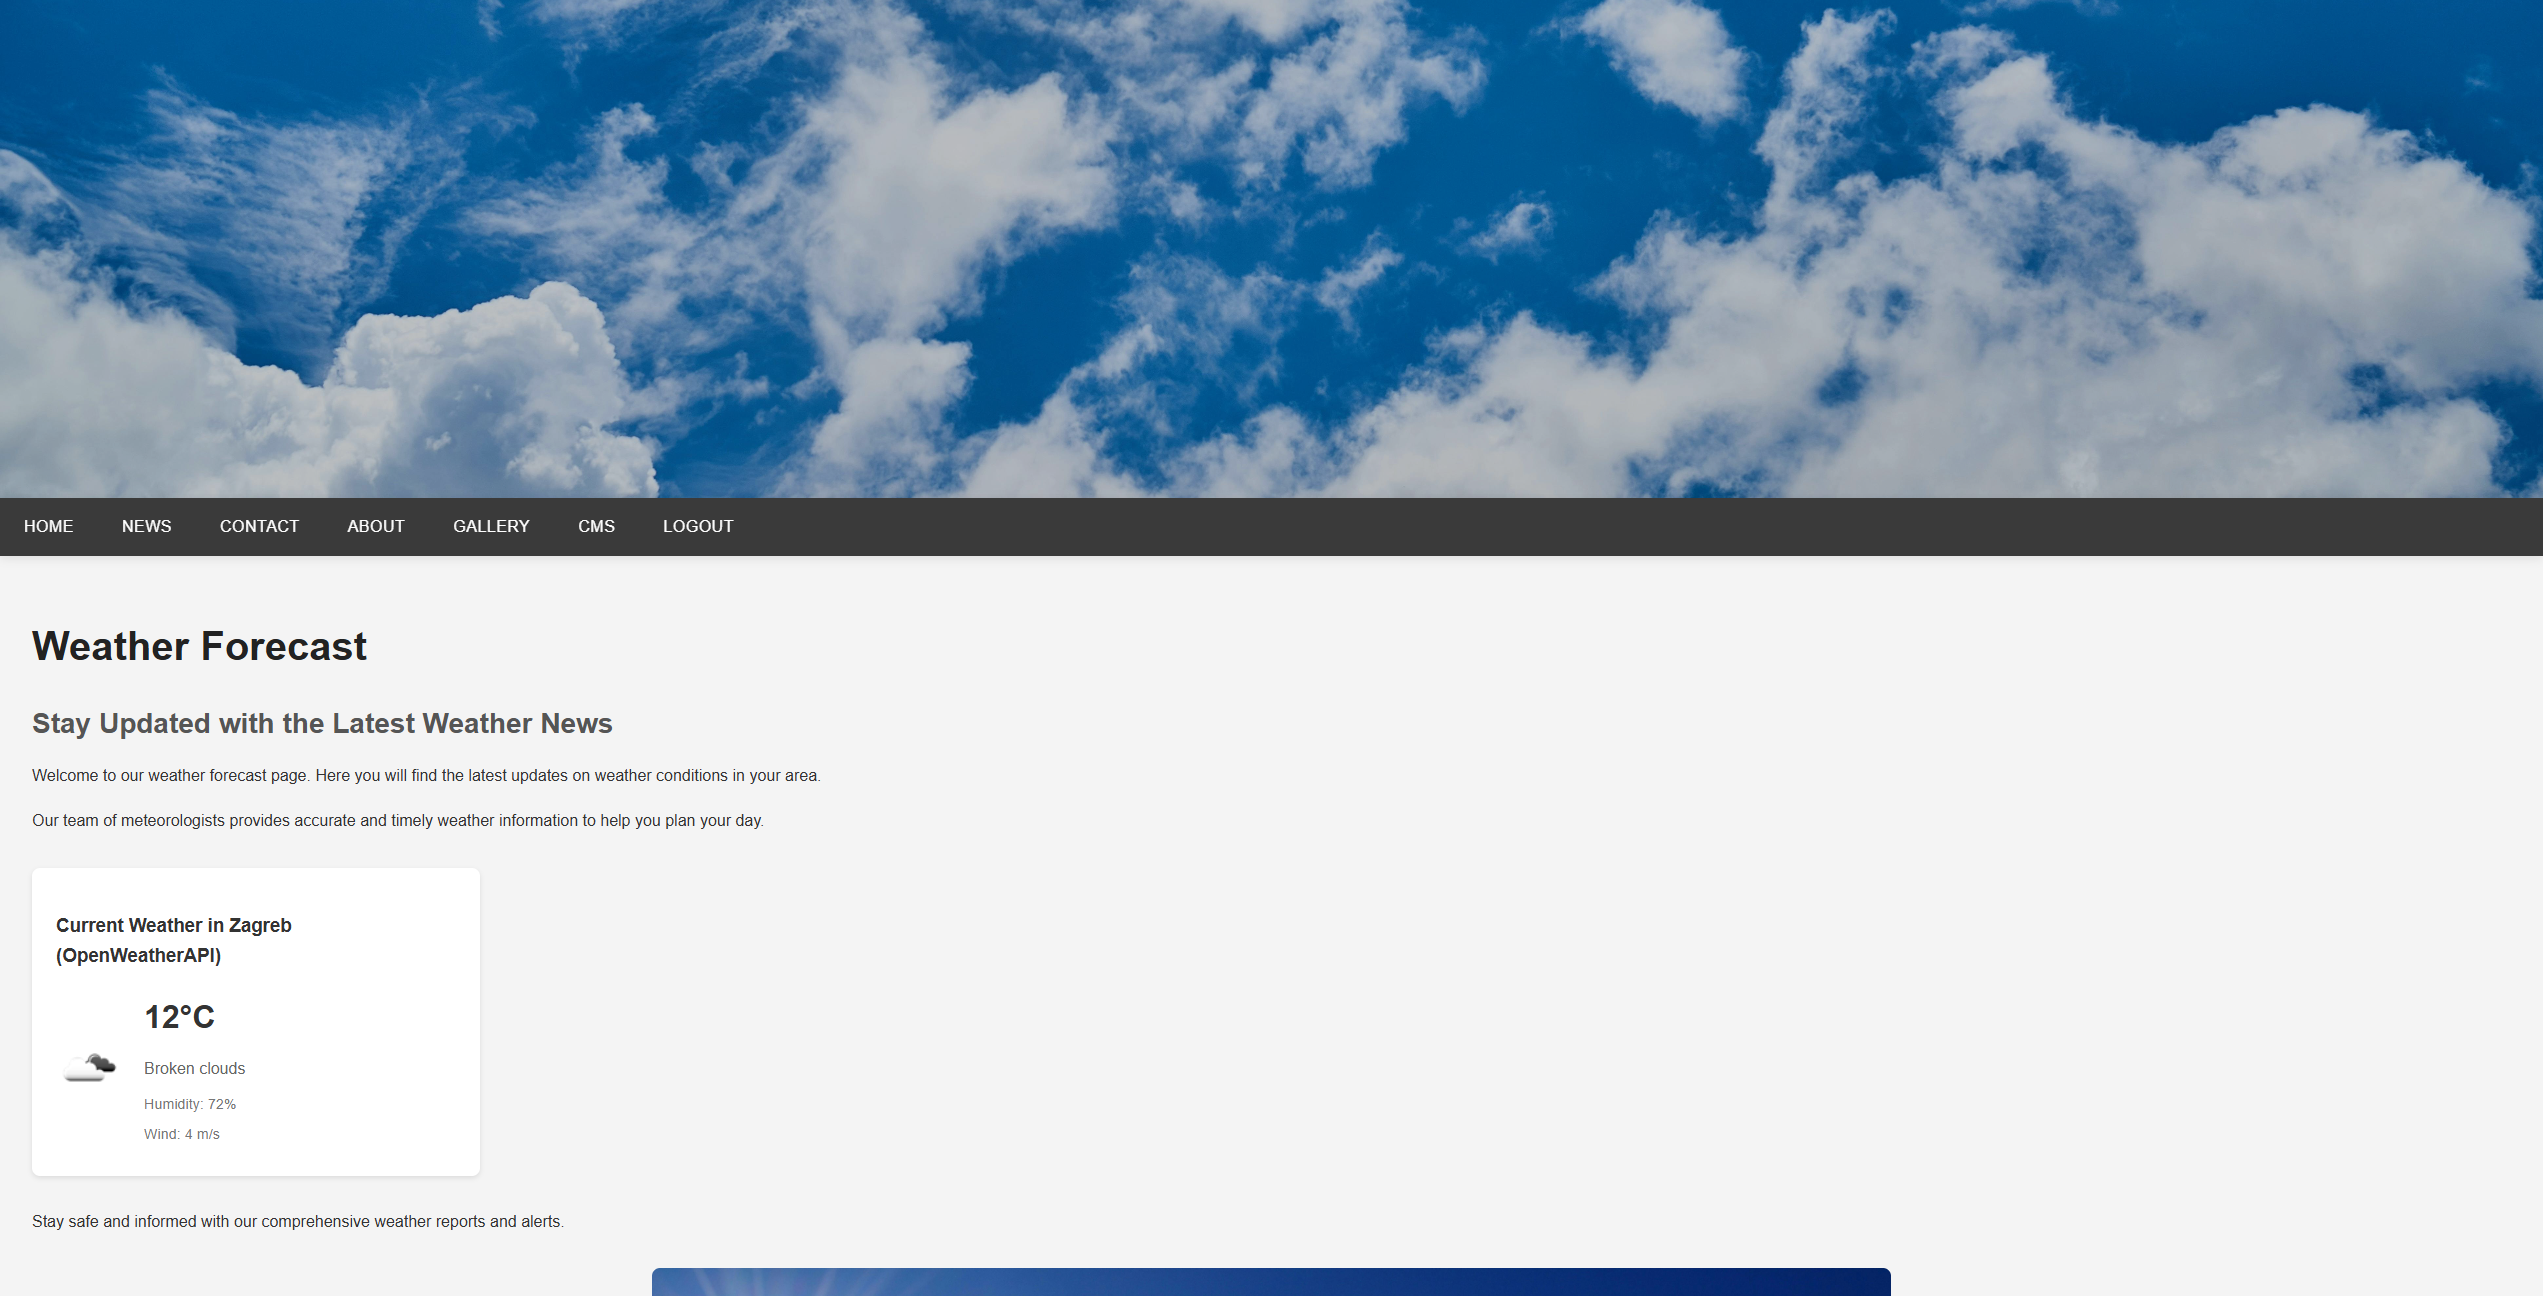 HOME NEWS CONTACT ABOUT GALLERY CMS LOGOUT
Weather Forecast
Stay Updated with the Latest Weather News
Welcome to our weather forecast page. Here you will find the latest updates on weather conditions in your area.
Our team of meteorologists provides accurate and timely weather information to help you plan your day.
Current Weather in Zagreb
(OpenWeatherAPI)
12°C
Broken clouds
Humidity: 72%
Wind: 4 m/s
Stay safe and informed with our comprehensive weather reports and alerts.